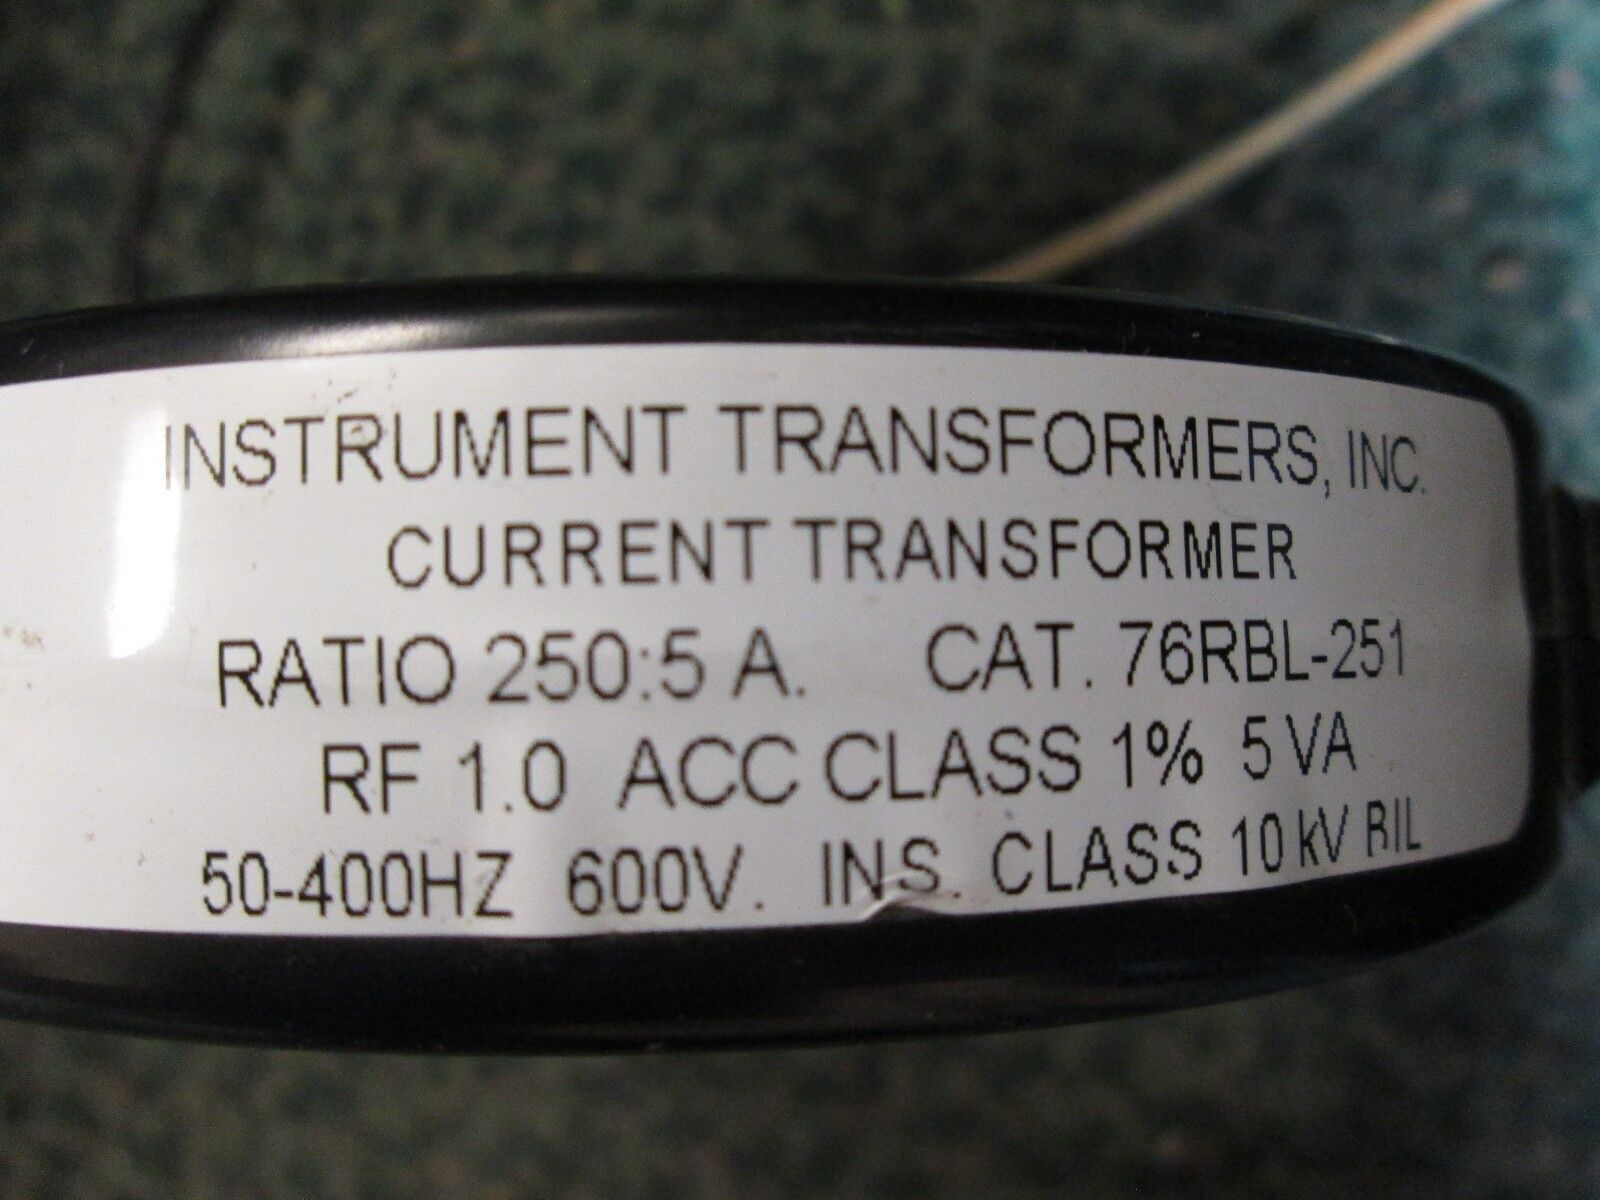 INSTRUMENT TRANSFORMERS, INC.
CURRENT TRANSFORMER
RATIO 250:5 A. CAT. 76RBL-251
RF 1.0 ACC CLASS 1% 5 VA
50-400HZ 600V. INS. CLASS 10 kV BIL